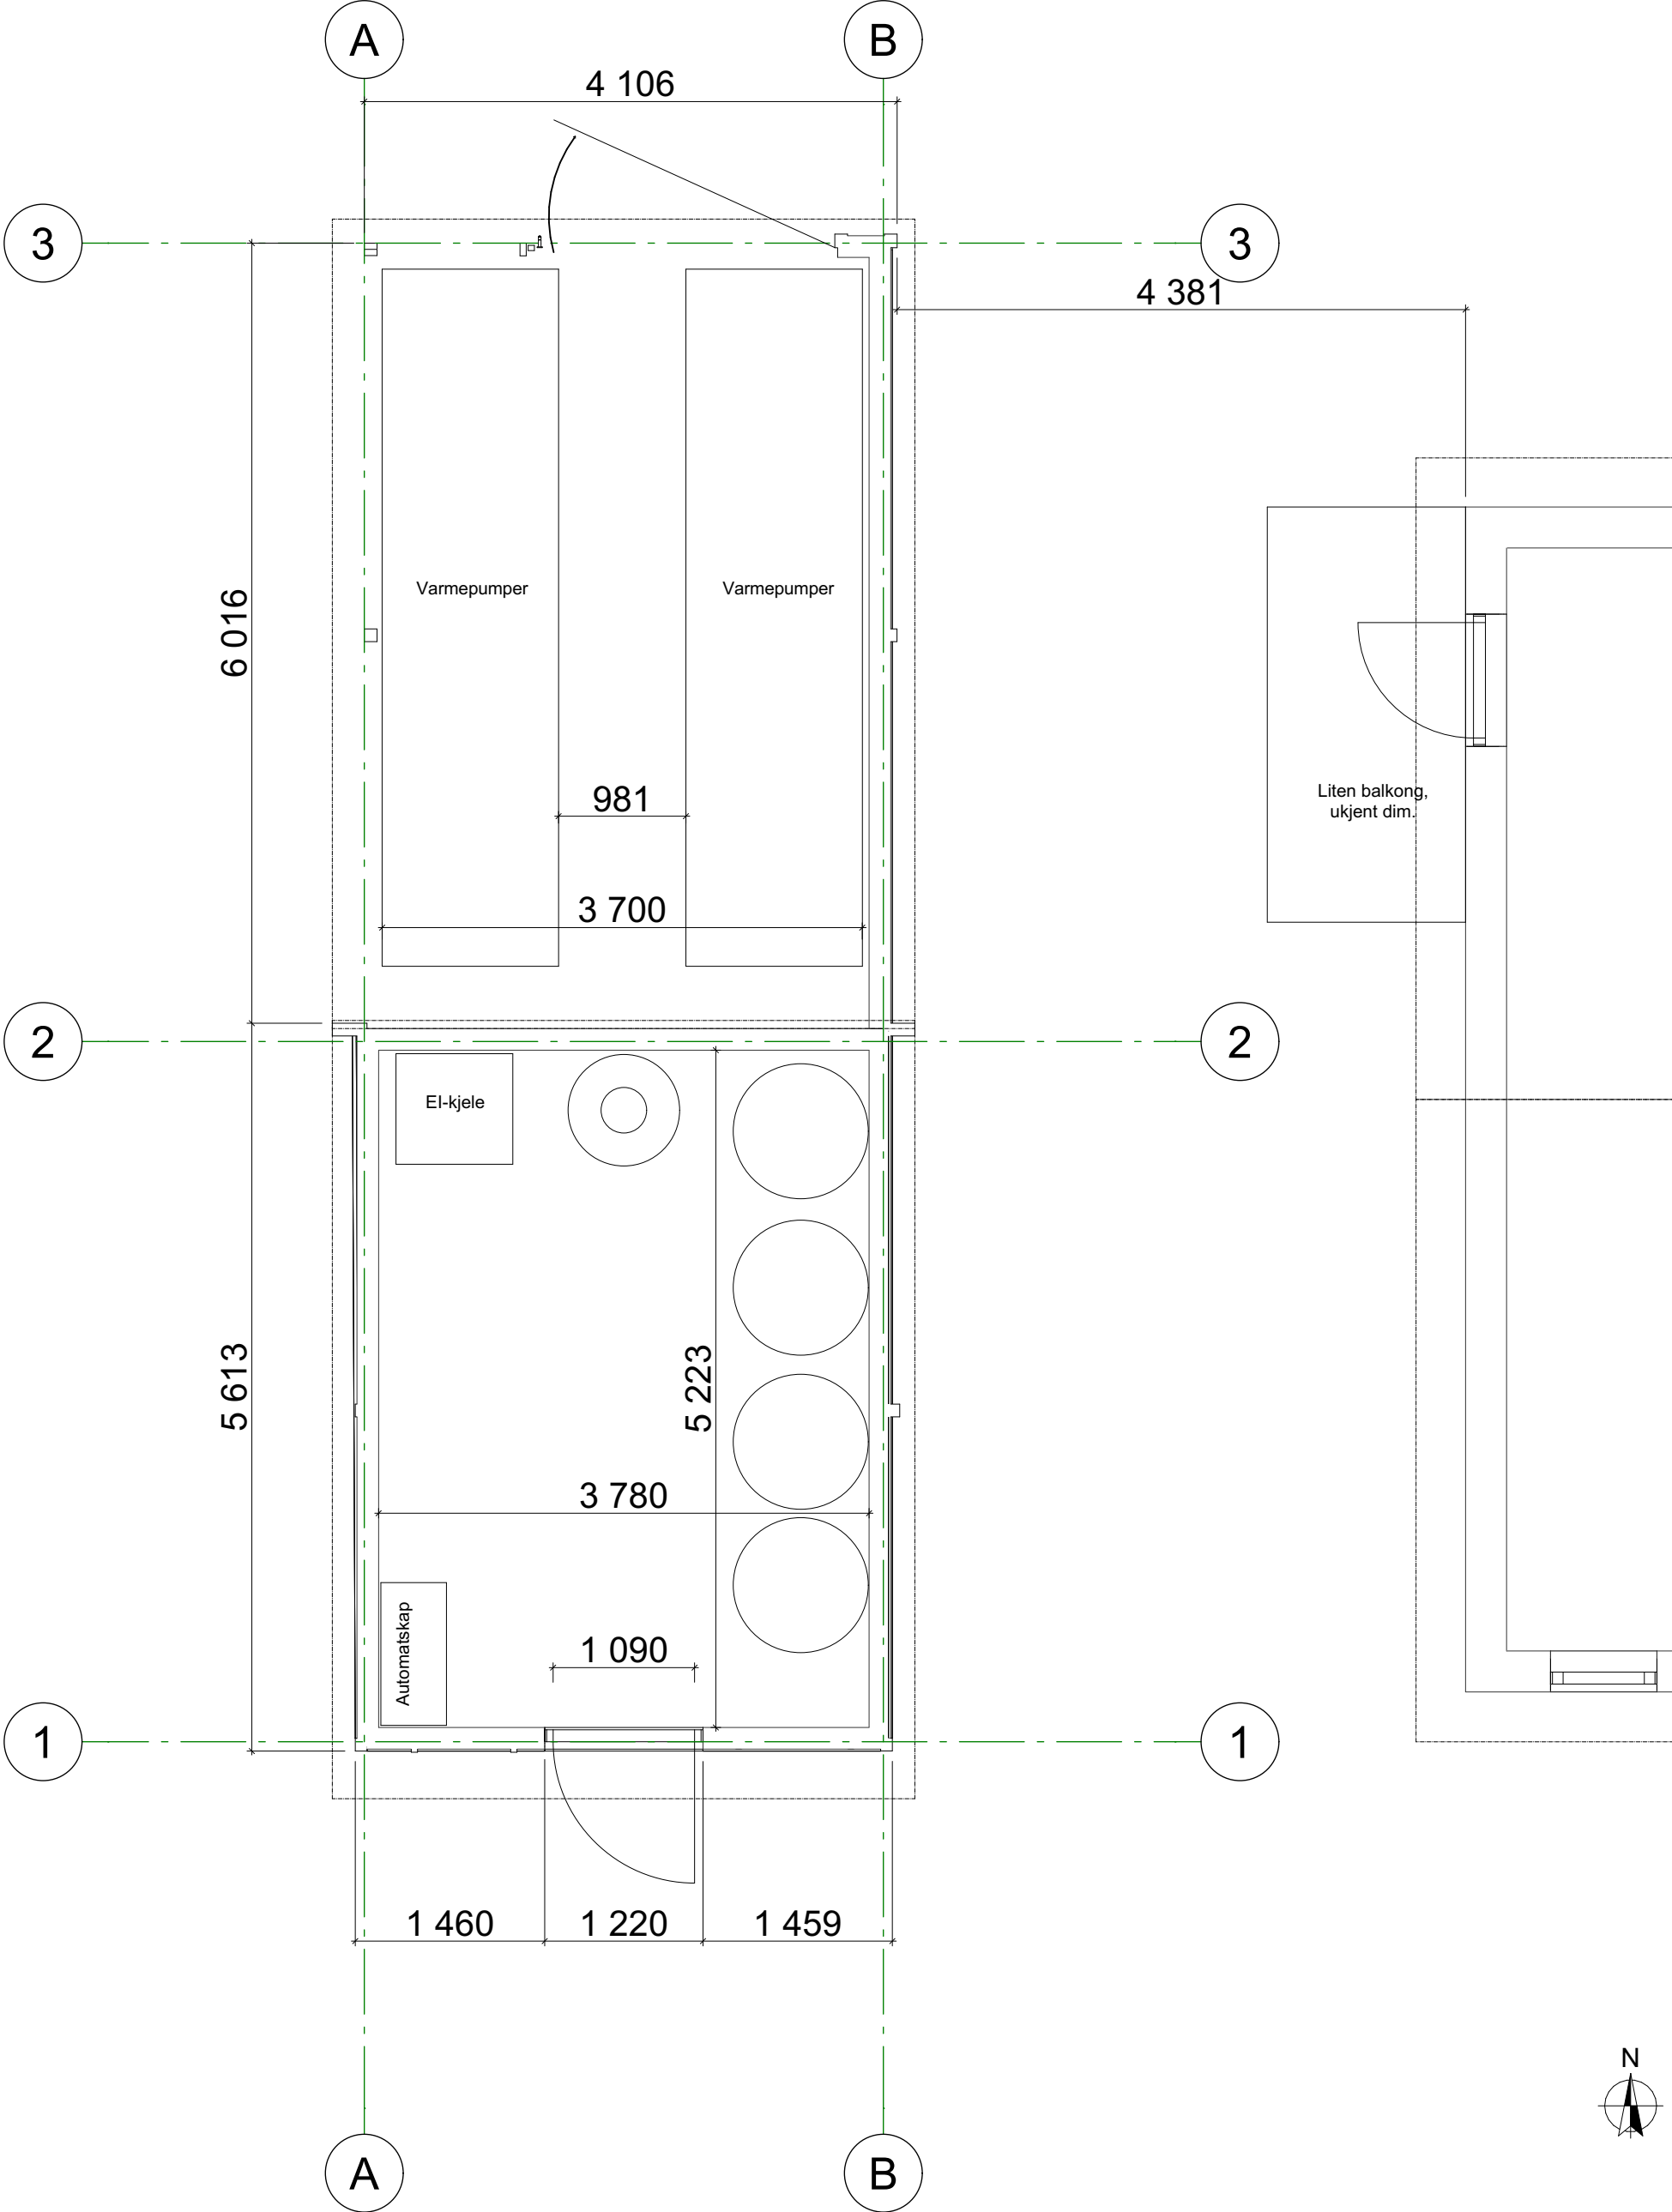 A
B
4 106
3
3
4 381
Varmepumper
Varmepumper
6 016
981
Liten balkong,
ukjent dim.
3 700
2
2
El-kjele
5 613
5 223
3 780
Automatskap
1 090
1
1
1 460
1 220
1 459
N
A
B